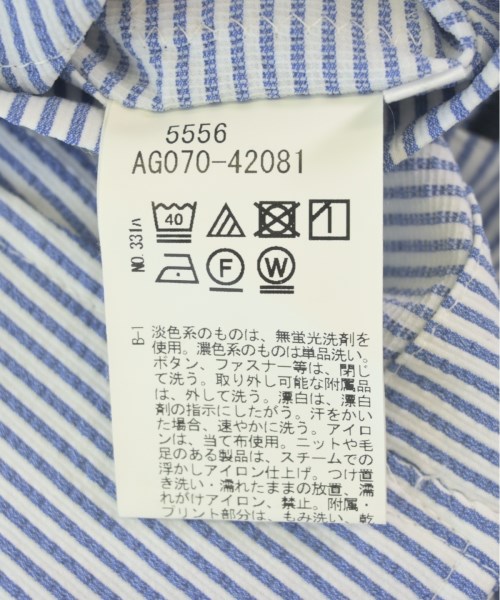 5556
AG070-42081
NO.331A
40
F
W
B-1
淡色系のものは、無蛍光洗剤を
使用。濃色系のものは単品洗い。
ボタン、ファスナー等は、閉じ
て洗う。取り外し可能な附属品
は、外して洗う。漂白は、漂白
剤の指示にしたがう。汗をかい
た場合、速やかに洗う。アイロ
ンは、当て布使用。ニットや毛
足のある製品は、スチームでの
浮かしアイロン仕上げ。つけ置
き洗い・濡れたままの放置、濡
れがけアイロン、禁止。附属・
プリント部分は、もみ洗い、乾